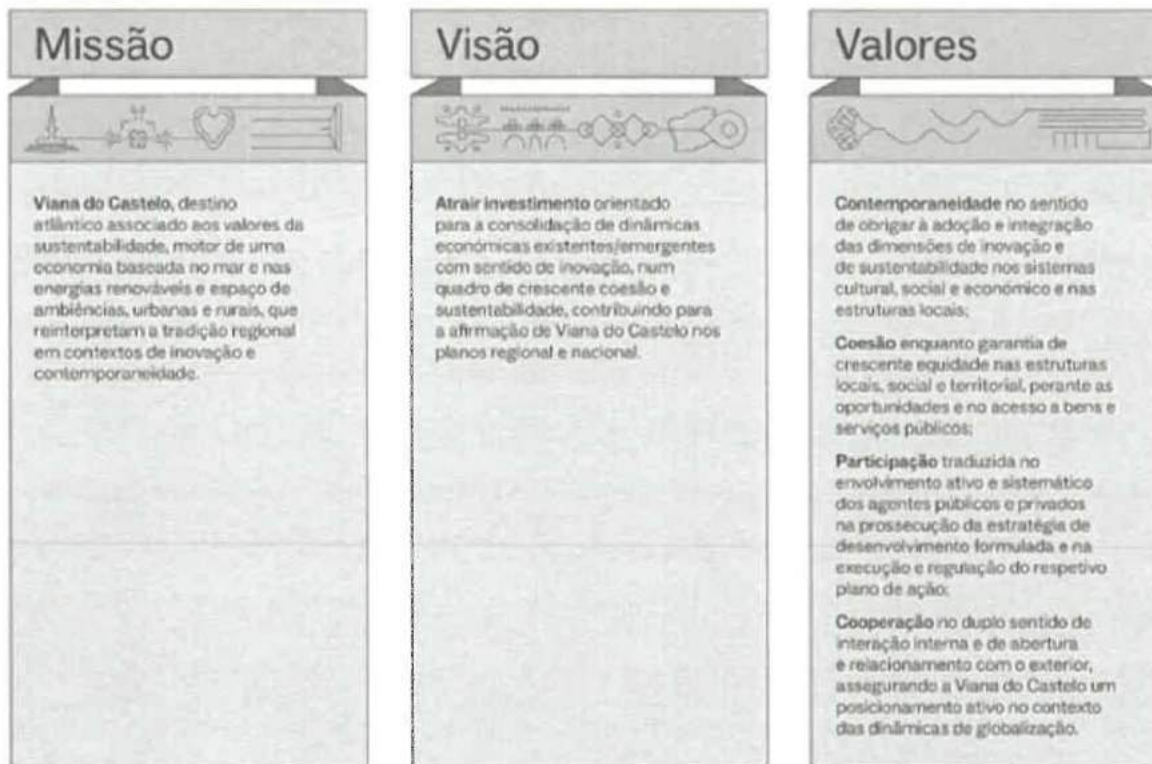 Missão
Viana do Castelo, destino
atlântico associado aos valores da
sustentabilidade, motor de uma
economia baseada no mar e nas
energias renováveis e espaço de
ambiências, urbanas e rurais, que
reinterpretam a tradição regional
em contextos de inovação e
contemporaneidade.
Visão
Atrair investimento orientado
para a consolidação de dinâmicas
económicas existentes/emergentes
com sentido de inovação, num
quadro de crescente coesão e
sustentabilidade, contribuindo para
a afirmação de Viana do Castelo nos
planos regional e nacional.
Valores
Contemporaneidade no sentido
de obrigar à adoção e integração
das dimensões de inovação e
de sustentabilidade nos sistemas
cultural, social e económico e nas
estruturas locais;
Coesão enquanto garantia de
crescente equidade nas estruturas
locais, social e territorial, perante as
oportunidades e no acesso a bens e
serviços públicos;
Participação traduzida no
envolvimento ativo e sistemático
dos agentes públicos e privados
na prossecução da estratégia de
desenvolvimento formulada e na
execução e regulação do respetivo
plano de ação;
Cooperação no duplo sentido de
interação interna e de abertura
e relacionamento com o exterior,
assegurando a Viana do Castelo um
posicionamento ativo no contexto
das dinâmicas de globalização.